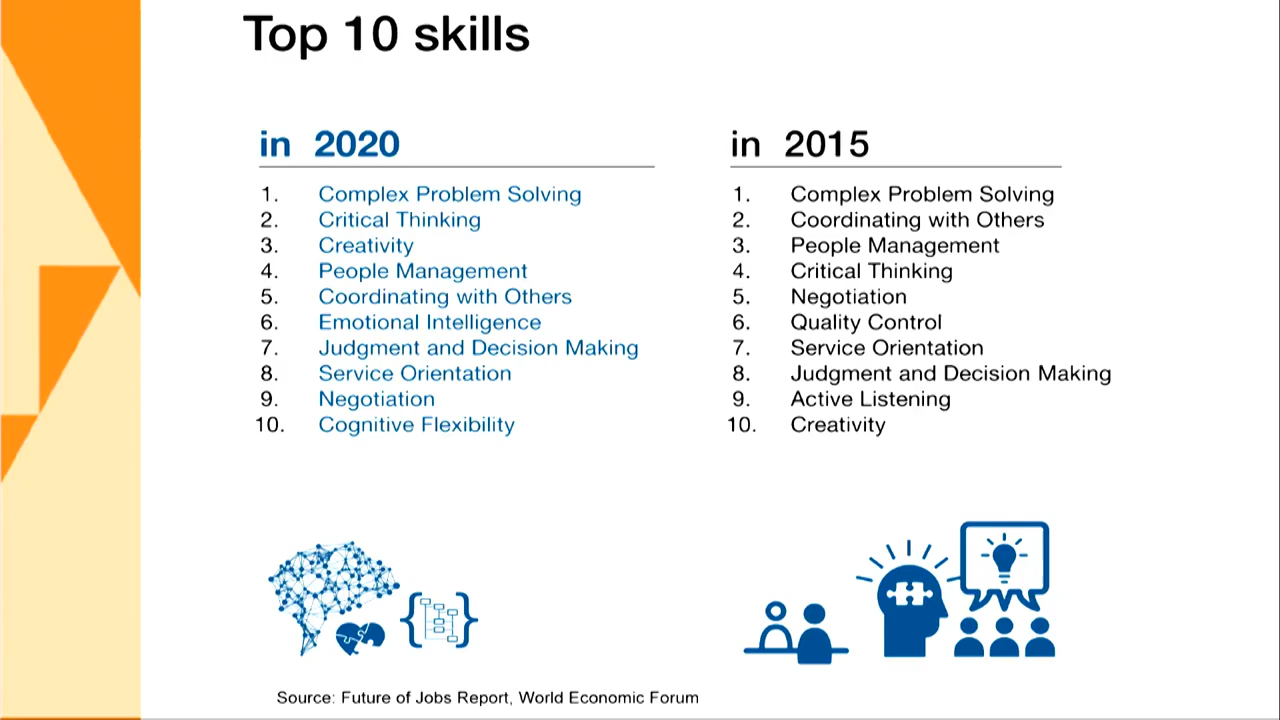 Top 10 skills
in 2020
1. Complex Problem Solving
2. Critical Thinking
3. Creativity
4. People Management
5. Coordinating with Others
6. Emotional Intelligence
7. Judgment and Decision Making
8. Service Orientation
9. Negotiation
10. Cognitive Flexibility
in 2015
1. Complex Problem Solving
2. Coordinating with Others
3. People Management
4. Critical Thinking
5. Negotiation
6. Quality Control
7. Service Orientation
8. Judgment and Decision Making
9. Active Listening
10. Creativity
Source: Future of Jobs Report, World Economic Forum